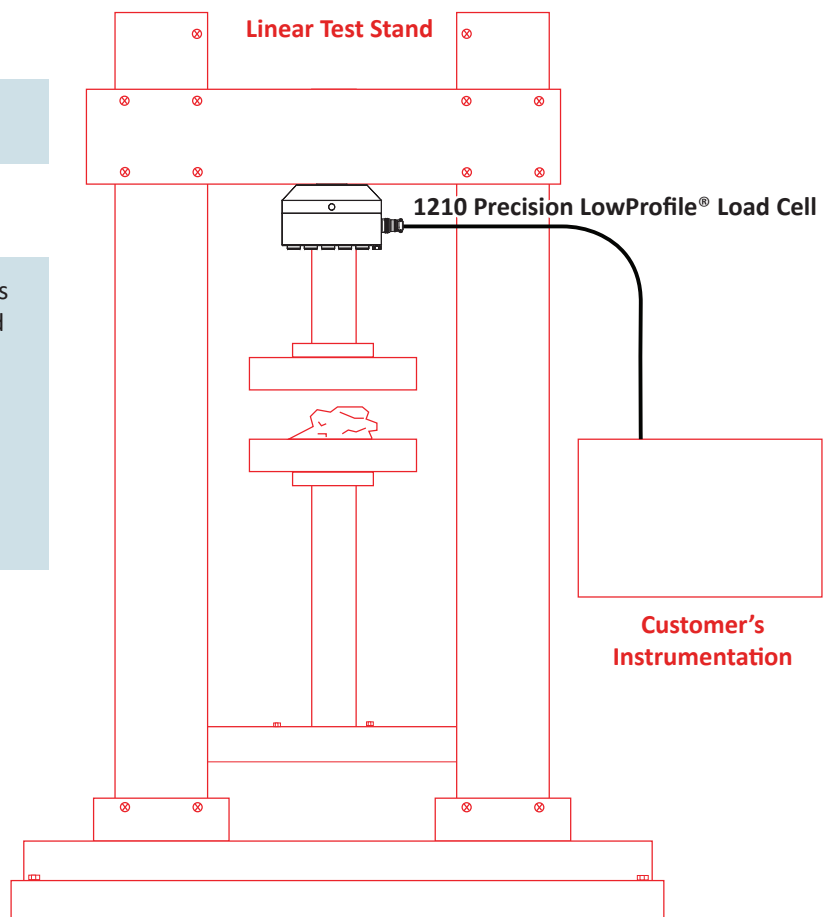 Linear Test Stand
1210 Precision LowProfile® Load Cell
s
d
Customer's
Instrumentation